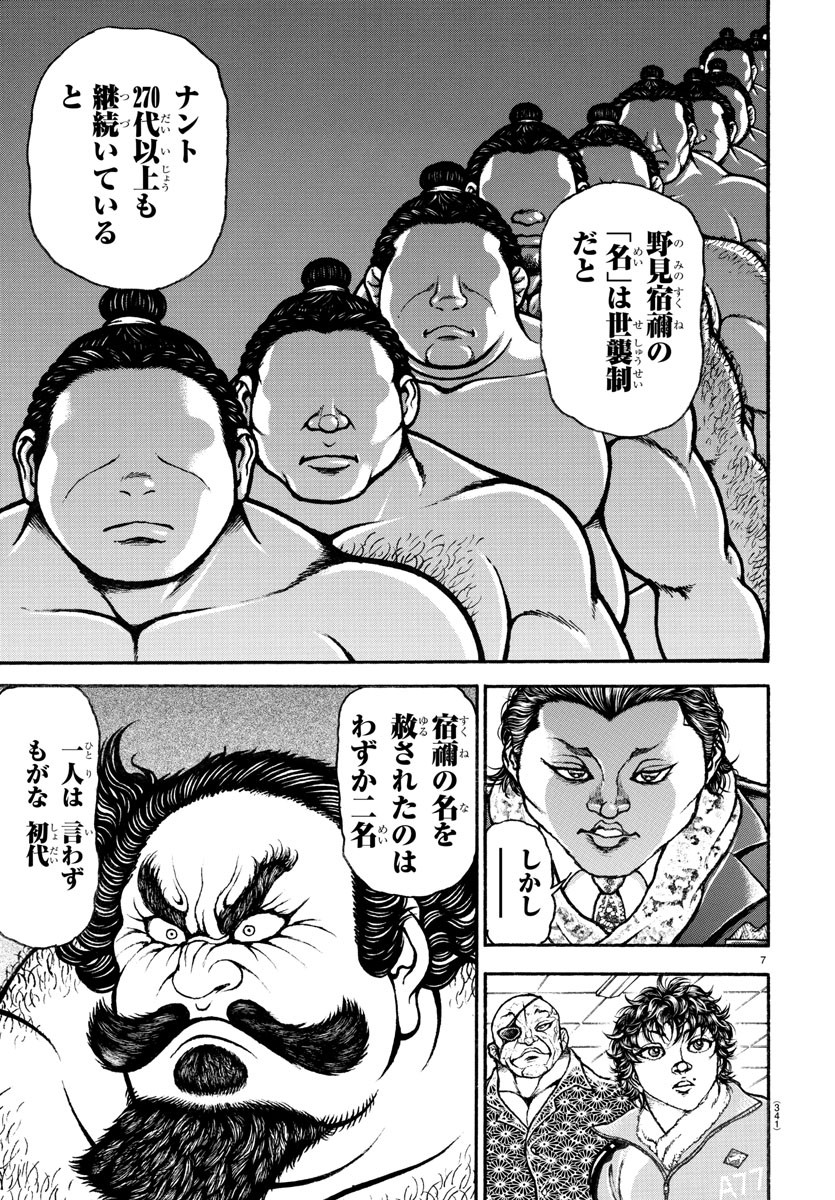 野見宿禰の
「名」は世襲制
だと
ナント
270代以上も
継続いている
と
しかし
——
宿禰の名を
赦されたのは
わずか二名
一人は 言わず
もがな 初代
7
(341)
A77